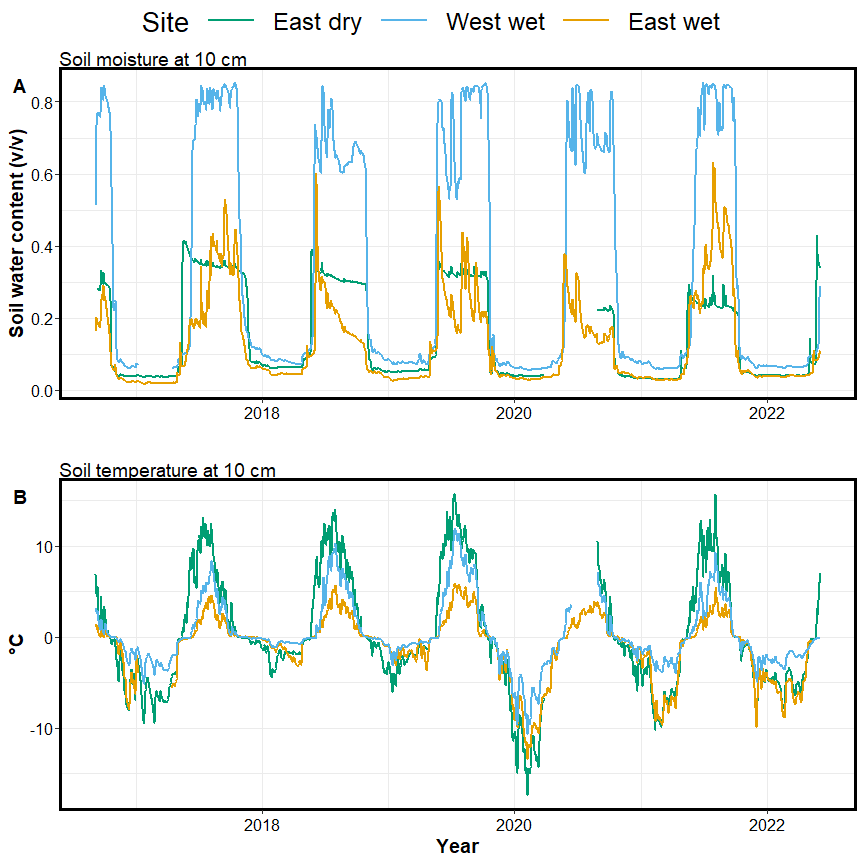 Site East dry West wet East wet
Soil moisture at 10 cm
A
Soil water content (v/v)
0.8
0.6
0.4
0.2
0.0
2018 2020 2022
Soil temperature at 10 cm
B
°C
10
0
-10
2018 2020 2022
Year